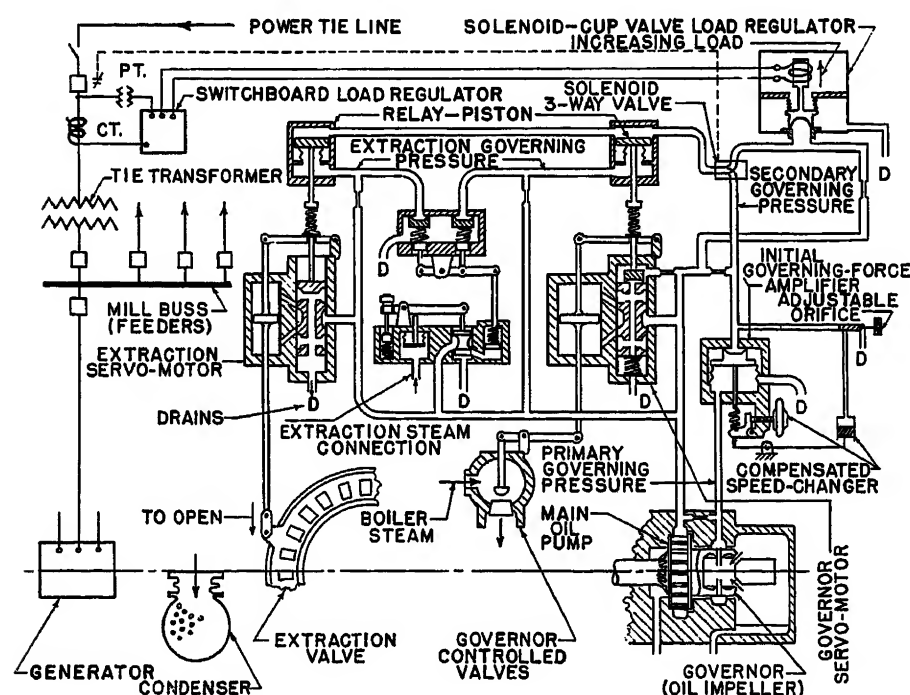 POWER TIE LINE
SOLENOID-CUP VALVE LOAD REGULATOR
INCREASING LOAD
PT.
SWITCHBOARD LOAD REGULATOR
CT.
SOLENOID
3-WAY VALVE
RELAY-PISTON
EXTRACTION GOVERNING
PRESSURE
TIE TRANSFORMER
D
D
SECONDARY
GOVERNING
PRESSURE
D
INITIAL
GOVERNING-FORCE
AMPLIFIER
ADJUSTABLE
ORIFICE
MILL BUSS
(FEEDERS)
EXTRACTION
SERVO-MOTOR
D
D
D
D
D
DRAINS
EXTRACTION STEAM
CONNECTION
PRIMARY
GOVERNING
PRESSURE
COMPENSATED
SPEED-CHANGER
TO OPEN
BOILER
STEAM
MAIN
OIL
PUMP
GOVERNOR
SERVO-MOTOR
GENERATOR
CONDENSER
EXTRACTION
VALVE
GOVERNOR
CONTROLLED
VALVES
GOVERNOR
(OIL IMPELLER)